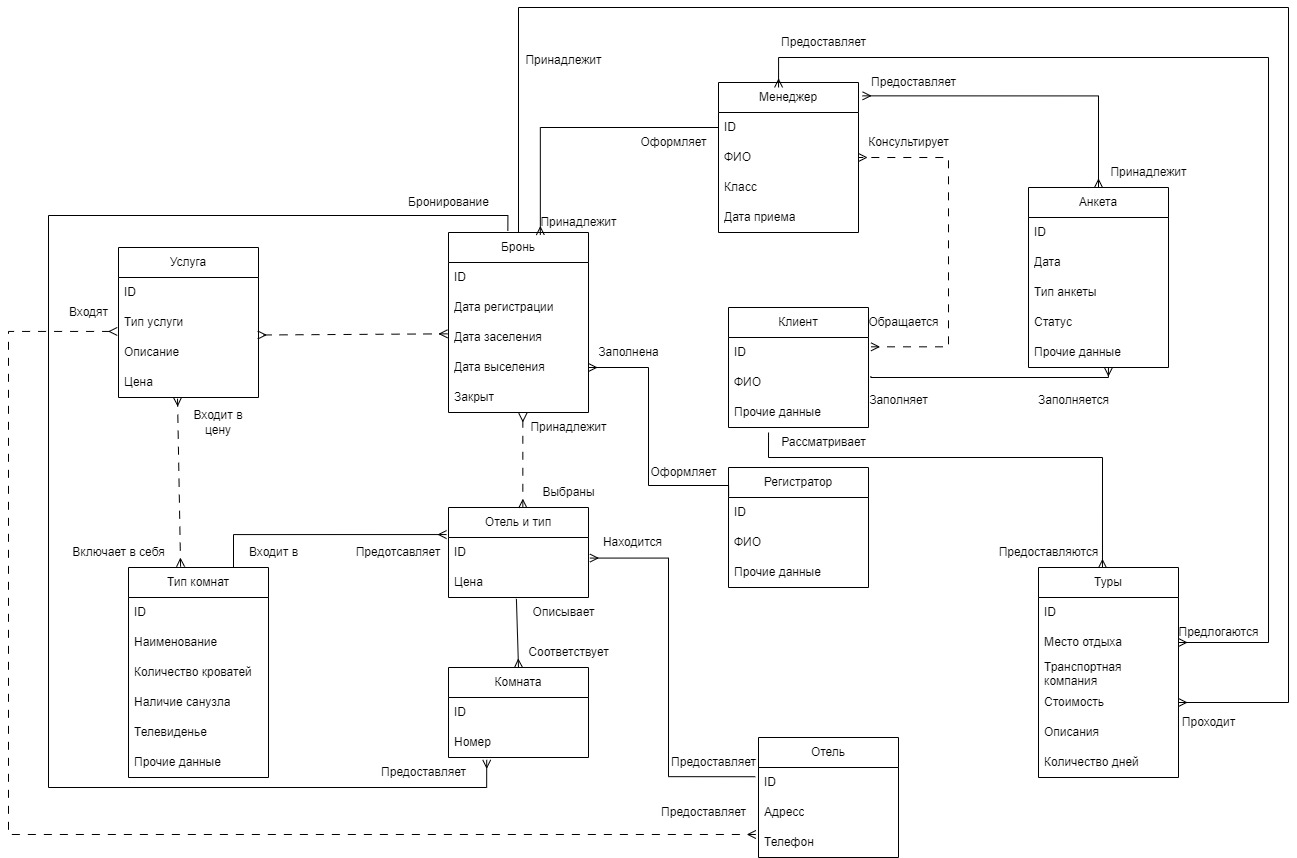 Предоставляет
Принадлежит
Предоставляет
Менеджер
ID
ФИО
Класс
Дата приема
Оформляет
Консультирует
Принадлежит
Анкета
ID
Дата
Тип анкеты
Статус
Прочие данные
Бронирование
Принадлежит
Бронь
ID
Дата регистрации
Дата заселения
Дата выселения
Закрыт
Услуга
ID
Тип услуги
Описание
Цена
Входят
Клиент
ID
ФИО
Прочие данные
Обращается
Заполнена
Заполняет
Заполняется
Входит в
цену
Принадлежит
Рассматривает
Оформляет
Регистратор
ID
ФИО
Прочие данные
Выбраны
Отель и тип
ID
Цена
Включает в себя
Входит в
Предотсавляет
Находится
Предоставляются
Тип комнат
ID
Наименование
Количество кроватей
Наличие санузла
Телевиденье
Прочие данные
Описывает
Соответствует
Комната
ID
Номер
Туры
ID
Место отдыха
Транспортная
компания
Стоимость
Описания
Количество дней
Предлогаются
Проходит
Предоставляет
Предоставляет
Отель
ID
Адресс
Телефон
Предоставляет